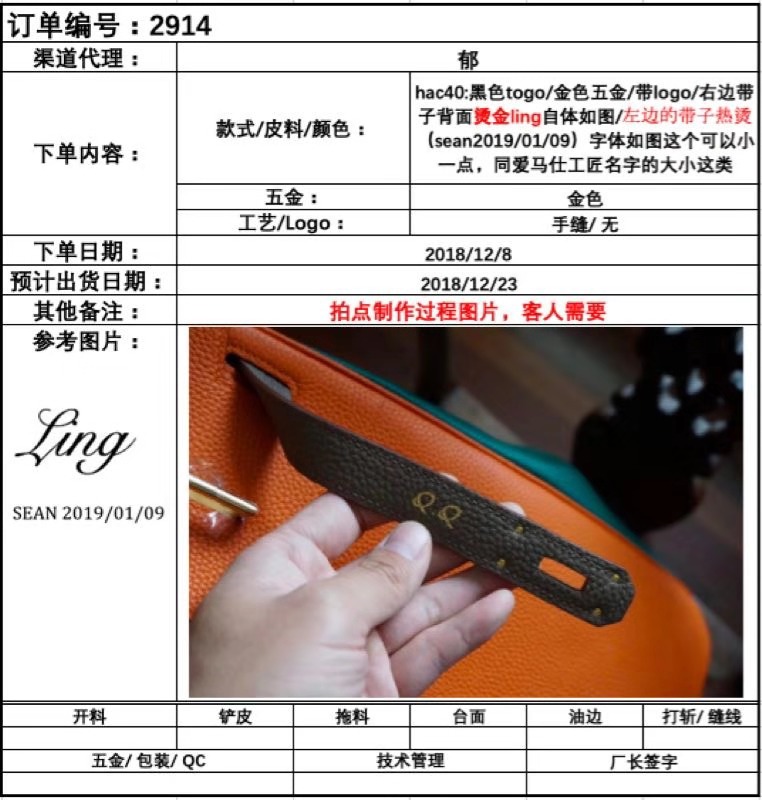 订单编号：2914
渠道代理： 郁
下单内容：
款式/皮料/颜色：
hac40:黑色togo/金色五金/带logo/右边带
子背面烫金ling自体如图/左边的带子热烫
（sean2019/01/09）字体如图这个可以小
一点，同爱马仕工匠名字的大小这类
五金： 金色
工艺/Logo： 手缝/ 无
下单日期： 2018/12/8
预计出货日期： 2018/12/23
其他备注： 拍点制作过程图片，客人需要
参考图片：
Ling
SEAN 2019/01/09
开料 铲皮 拖料 台面 油边 打斩/ 缝线
五金/ 包装/ QC 技术管理 厂长签字